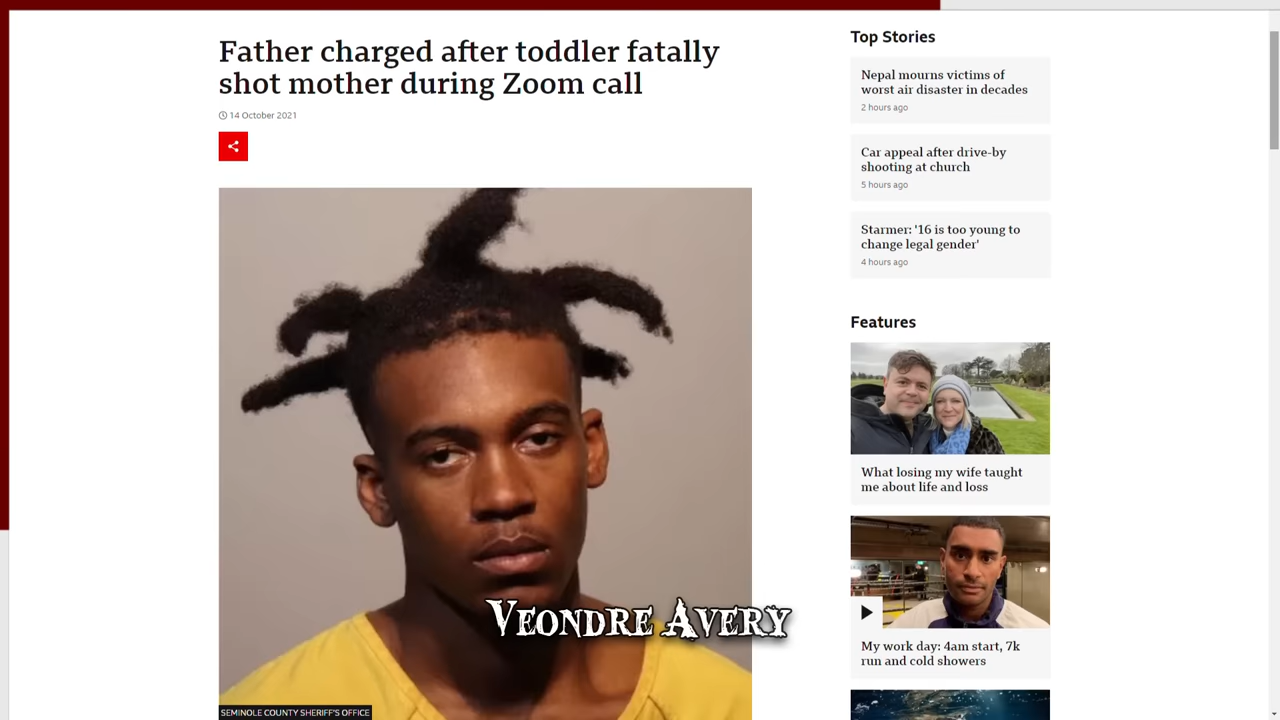 Father charged after toddler fatally
shot mother during Zoom call
14 October 2021
VEONDRE AVERY
SEMINOLE COUNTY SHERIFF'S OFFICE
Top Stories
Nepal mourns victims of
worst air disaster in decades
2 hours ago
Car appeal after drive-by
shooting at church
5 hours ago
Starmer: '16 is too young to
change legal gender'
4 hours ago
Features
What losing my wife taught
me about life and loss
My work day: 4am start, 7k
run and cold showers